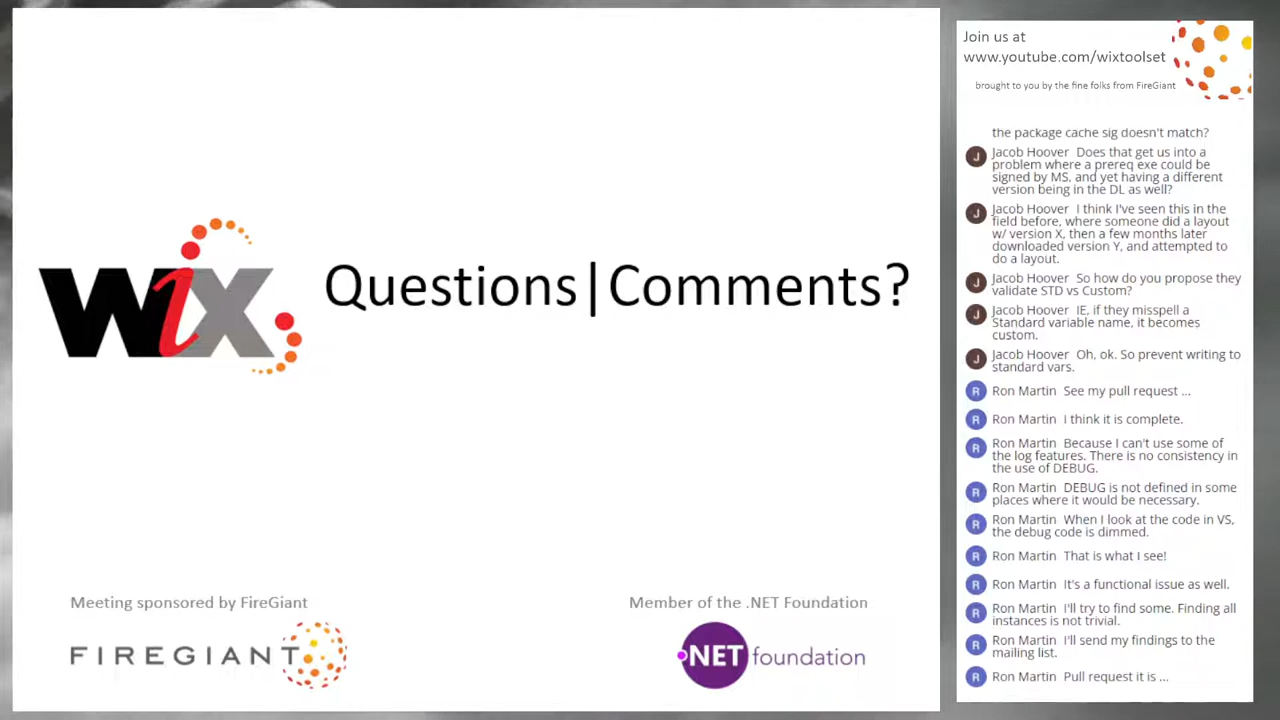 WiX
Questions|Comments?
Meeting sponsored by FireGiant
FIREGIANT
Member of the .NET Foundation
.NET foundation
Join us at
www.youtube.com/wixtoolset
brought to you by the fine folks from FireGiant
the package cache sig doesn't match?
J Jacob Hoover Does that get us into a
problem where a prereq exe could be
signed by MS, and yet having a different
version being in the DL as well?
J Jacob Hoover I think I've seen this in the
field before, where someone did a layout
w/ version X, then a few months later
downloaded version Y, and attempted to
do a layout.
J Jacob Hoover So how do you propose they
validate STD vs Custom?
J Jacob Hoover IE, if they misspell a
Standard variable name, it becomes
custom.
J Jacob Hoover Oh, ok. So prevent writing to
standard vars.
R Ron Martin See my pull request ...
R Ron Martin I think it is complete.
R Ron Martin Because I can't use some of
the log features. There is no consistency in
the use of DEBUG.
R Ron Martin DEBUG is not defined in some
places where it would be necessary.
R Ron Martin When I look at the code in VS,
the debug code is dimmed.
R Ron Martin That is what I see!
R Ron Martin It's a functional issue as well.
R Ron Martin I'll try to find some. Finding all
instances is not trivial.
R Ron Martin I'll send my findings to the
mailing list.
R Ron Martin Pull request it is ...